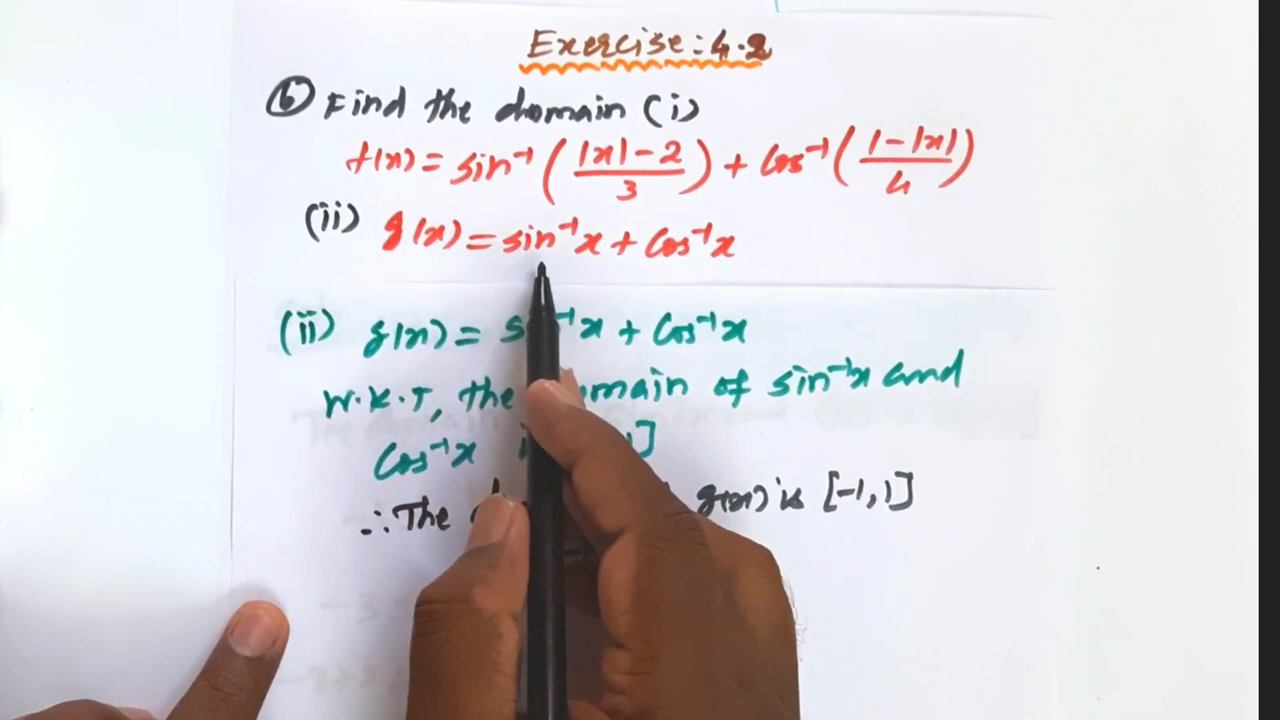 Exercise: 4.2
⑥ Find the domain (i)
f(x) = sin⁻¹ ( |x| - 2 / 3 ) + Cos⁻¹ ( 1 - |x| / 4 )
(ii) g(x) = sin⁻¹x + Cos⁻¹x
(ii) g(x) = s ⁻¹x + Cos⁻¹x
W.K.T, the main of sin⁻¹x and
Cos⁻¹x ]
∴ The g(x) is [-1, 1]